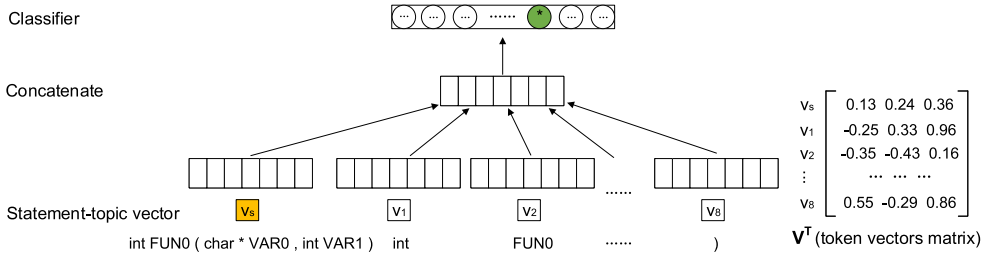 Classifier ... ... ... ...... * ... ...
Concatenate
vs 0.13 0.24 0.36
v1 -0.25 0.33 0.96
v2 -0.35 -0.43 0.16
⋮ ... ... ...
v8 0.55 -0.29 0.86
......
Statement-topic vector vs v1 v2 v8
int FUN0 ( char * VAR0 , int VAR1 ) int FUN0 ...... )
V^T (token vectors matrix)